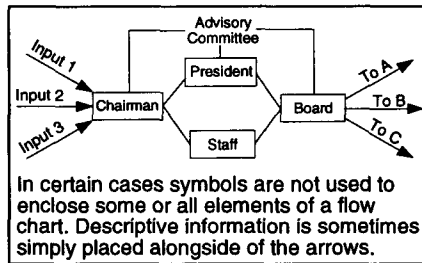 Advisory
Committee
Input 1
President
To A
Input 2
Chairman
Board
To B
Input 3
Staff
To C
In certain cases symbols are not used to
enclose some or all elements of a flow
chart. Descriptive information is sometimes
simply placed alongside of the arrows.